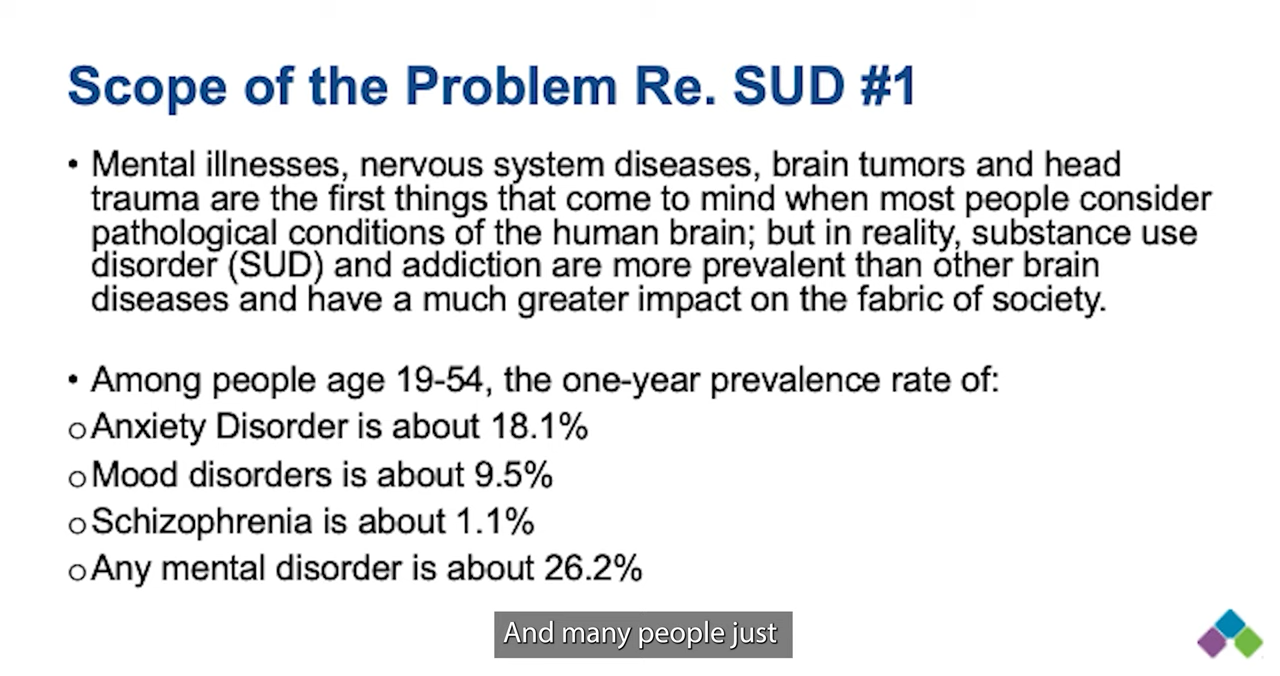 Scope of the Problem Re. SUD #1
• Mental illnesses, nervous system diseases, brain tumors and head
trauma are the first things that come to mind when most people consider
pathological conditions of the human brain; but in reality, substance use
disorder (SUD) and addiction are more prevalent than other brain
diseases and have a much greater impact on the fabric of society.
• Among people age 19-54, the one-year prevalence rate of:
o Anxiety Disorder is about 18.1%
o Mood disorders is about 9.5%
o Schizophrenia is about 1.1%
o Any mental disorder is about 26.2%
And many people just